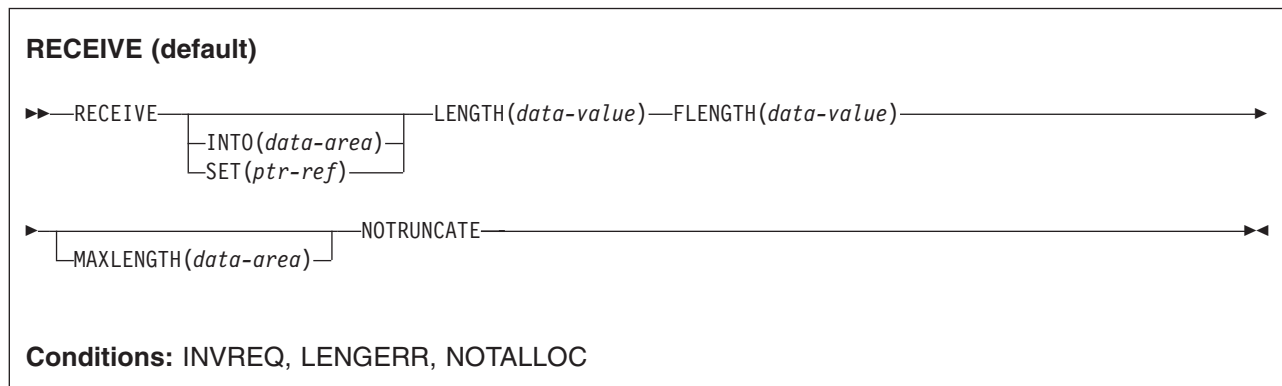 RECEIVE (default)
RECEIVE LENGTH(data-value) FLENGTH(data-value)
INTO(data-area)
SET(ptr-ref)
NOTRUNCATE
MAXLENGTH(data-area)
Conditions: INVREQ, LENGERR, NOTALLOC